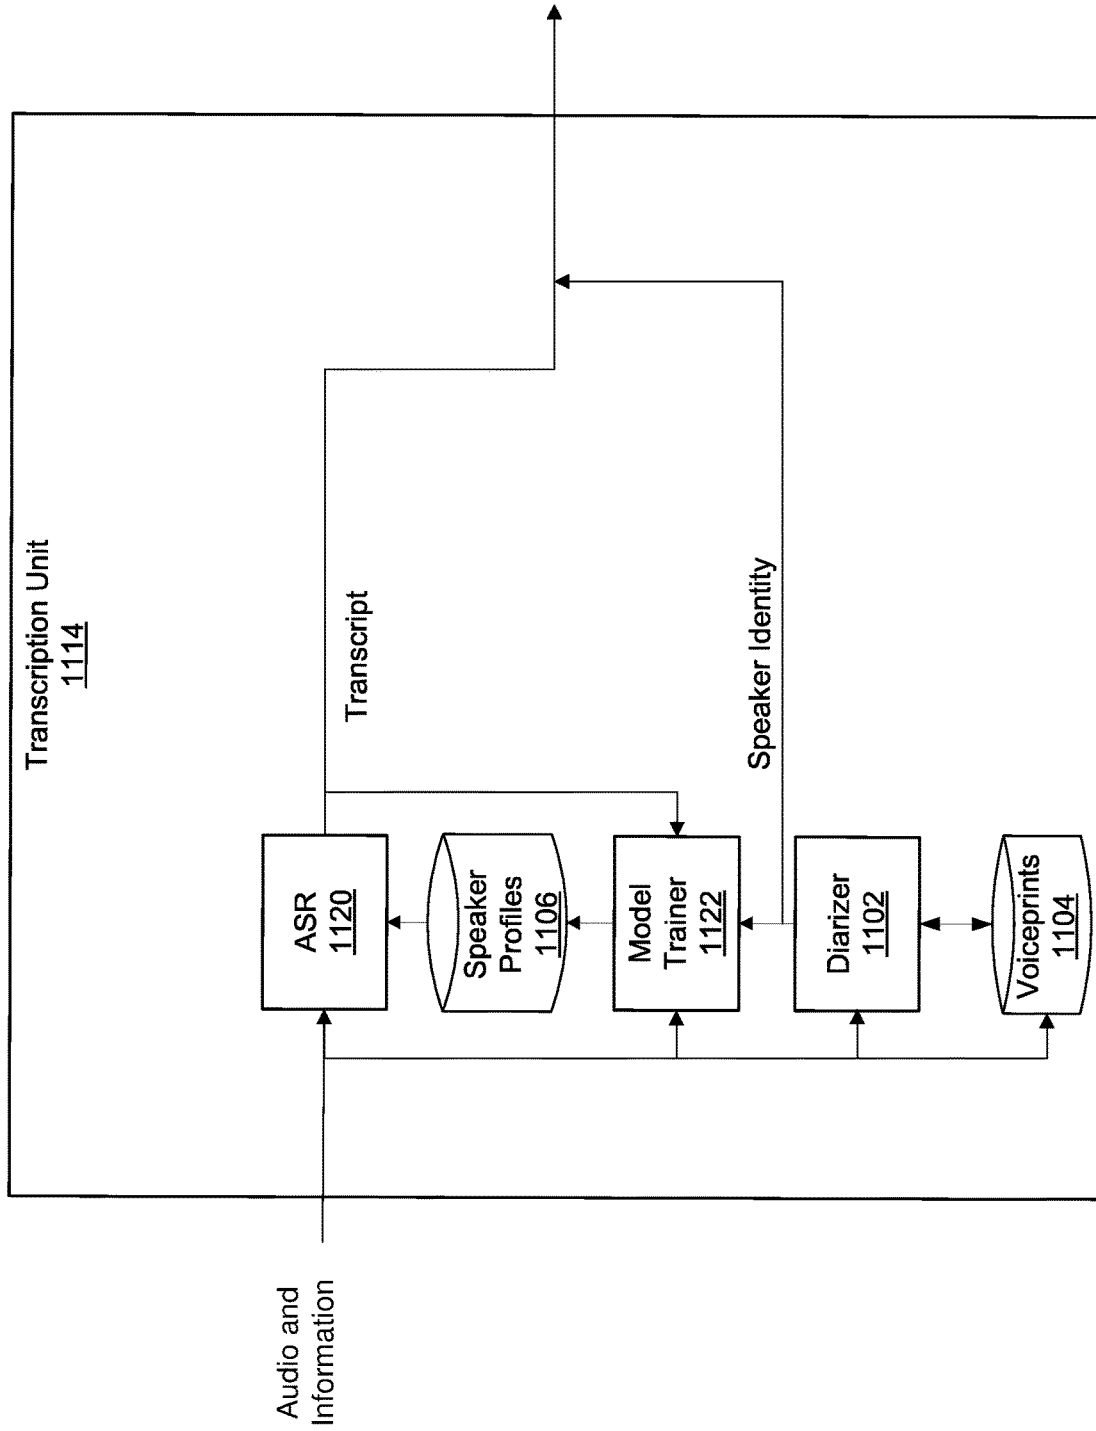 Transcription Unit
1114
Audio and
Information
ASR
1120
Transcript
Speaker
Profiles
1106
Model
Trainer
1122
Speaker Identity
Diarizer
1102
Voiceprints
1104